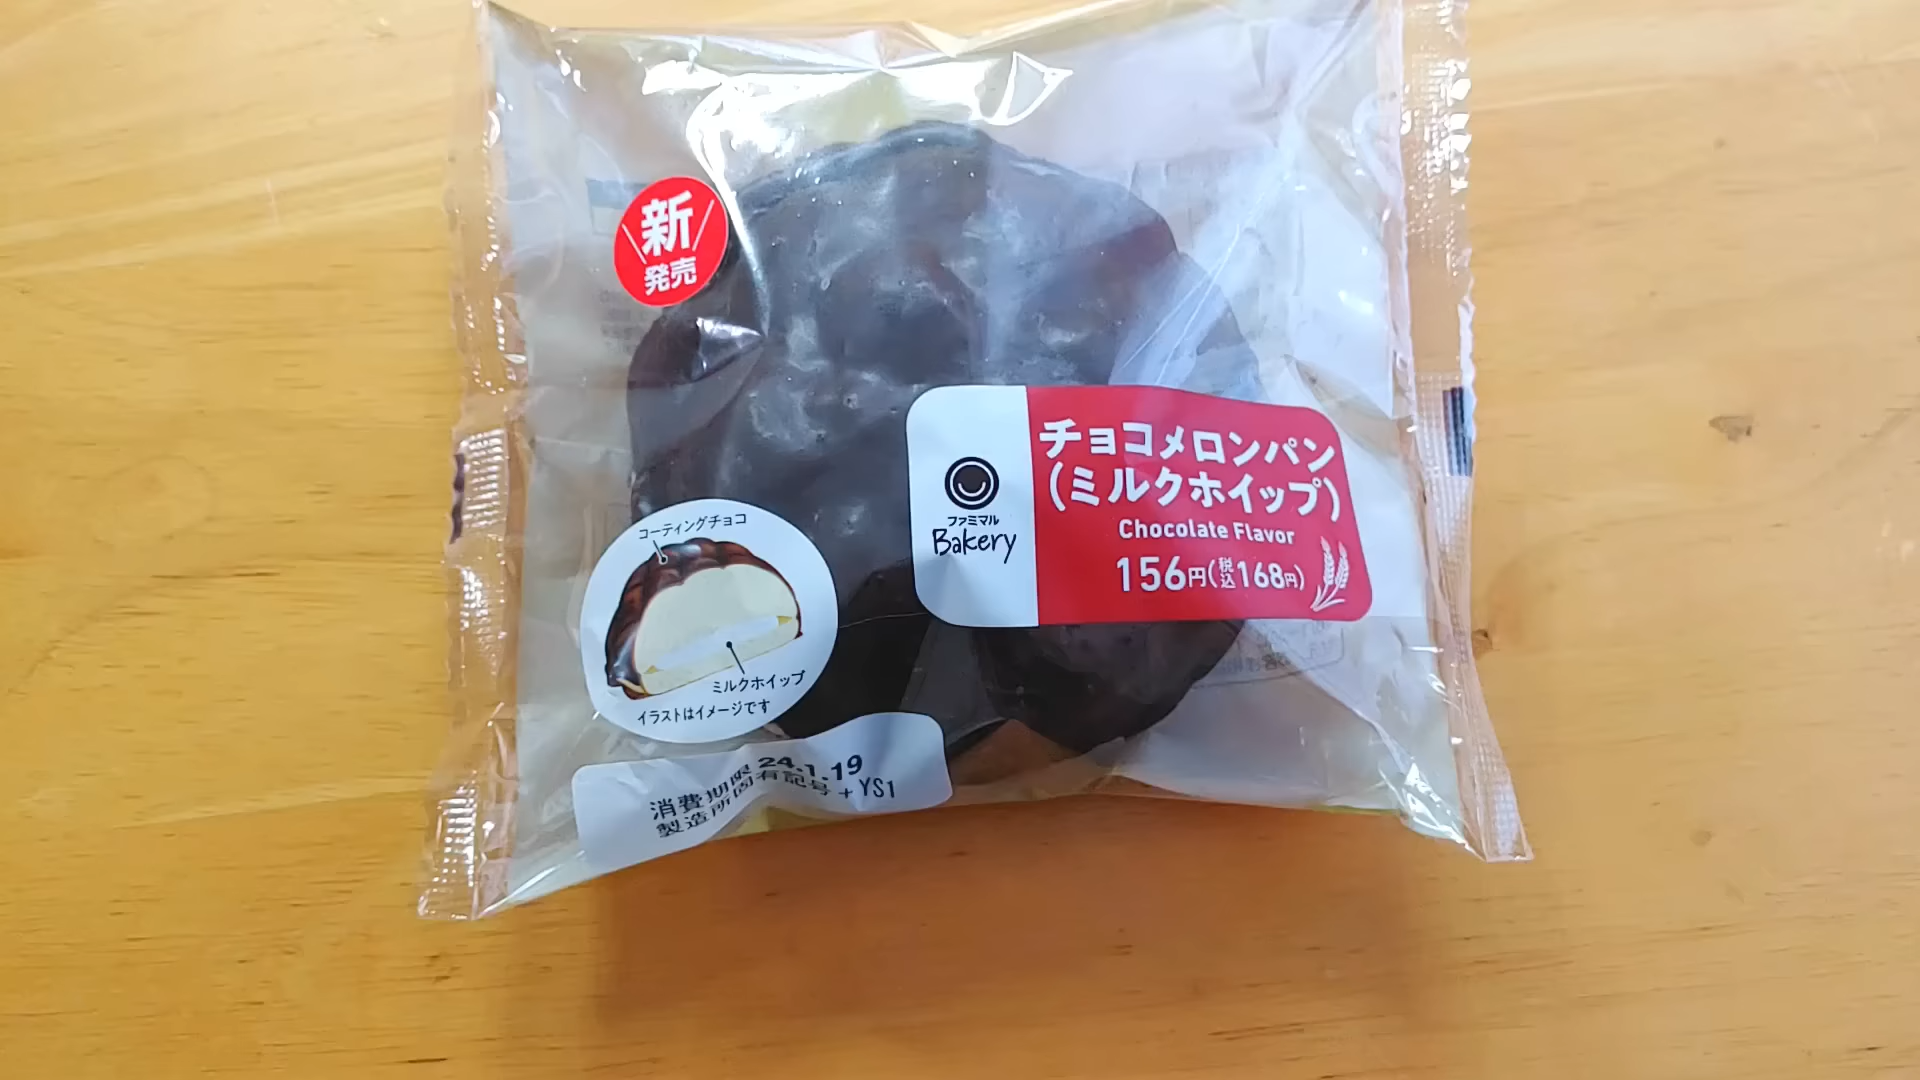 新
発売
チョコメロンパン
(ミルクホイップ)
Chocolate Flavor
156円(税込168円)
ファミマル
Bakery
コーティングチョコ
ミルクホイップ
イラストはイメージです
消費期限 24.1.19
製造所固有記号+YS1